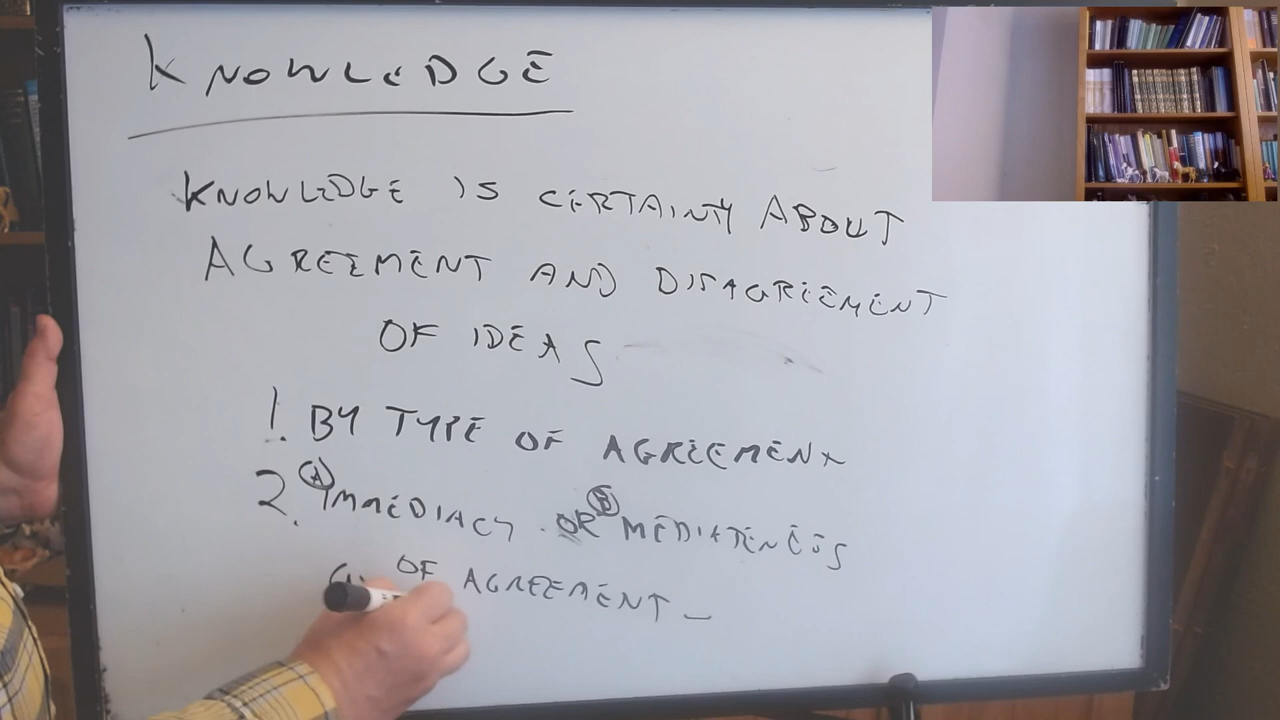 KNOWLEDGE
KNOWLEDGE IS CERTAINTY ABOUT
AGREEMENT AND DISAGREEMENT
OF IDEAS
1. BY TYPE OF AGREEMENT
2. Ⓐ IMMEDIACY OR Ⓑ MEDIATENESS
OF AGREEMENT